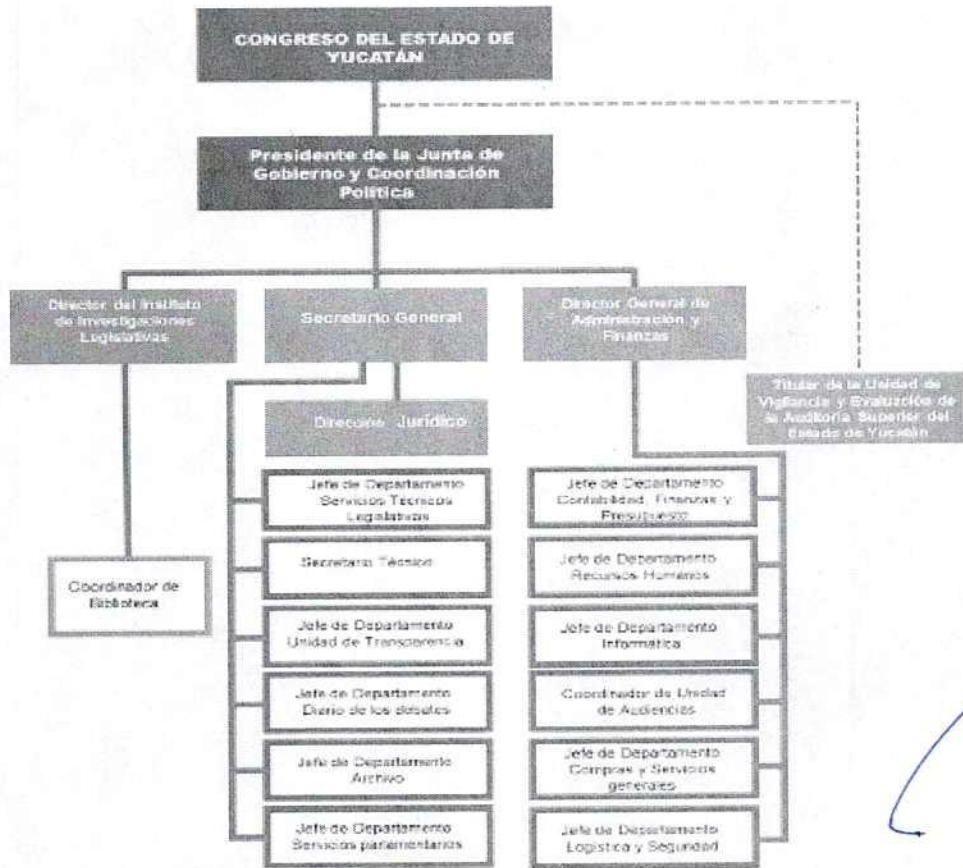 CONGRESO DEL ESTADO DE
YUCATÁN
Presidente de la Junta de
Gobierno y Coordinación
Política
Director del Instituto
de Investigaciones
Legislativas
Secretario General
Director General de
Administración y
Finanzas
Titular de la Unidad de
Vigilancia y Evaluación de
la Auditoría Superior del
Estado de Yucatán
Jurídico
Coordinador de
Biblioteca
Jefe de Departamento
Servicios Técnicos
Legislativas
Secretario Técnico
Jefe de Departamento
Unidad de Transparencia
Jefe de Departamento
Diario de los debates
Jefe de Departamento
Archivo
Jefe de Departamento
Servicios parlamentarios
Jefe de Departamento
Contabilidad, Finanzas y
Presupuesto
Jefe de Departamento
Recursos Humanos
Jefe de Departamento
Informática
Coordinador de Unidad
de Audiencias
Jefe de Departamento
Compras y Servicios
generales
Jefe de Departamento
Logística y Seguridad